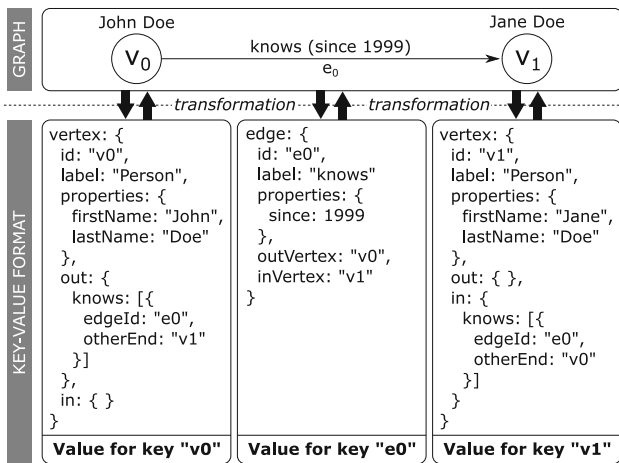 John Doe
Jane Doe
GRAPH
v0
knows (since 1999)
e0
v1
transformation
transformation
KEY-VALUE FORMAT
vertex: {
id: "v0",
label: "Person",
properties: {
firstName: "John",
lastName: "Doe"
},
out: {
knows: [{
edgeId: "e0",
otherEnd: "v1"
}]
},
in: { }
}
Value for key "v0"
edge: {
id: "e0",
label: "knows"
properties: {
since: 1999
},
outVertex: "v0",
inVertex: "v1"
}
Value for key "e0"
vertex: {
id: "v1",
label: "Person",
properties: {
firstName: "Jane",
lastName: "Doe"
},
out: { },
in: {
knows: [{
edgeId: "e0",
otherEnd: "v0"
}]
}
}
Value for key "v1"